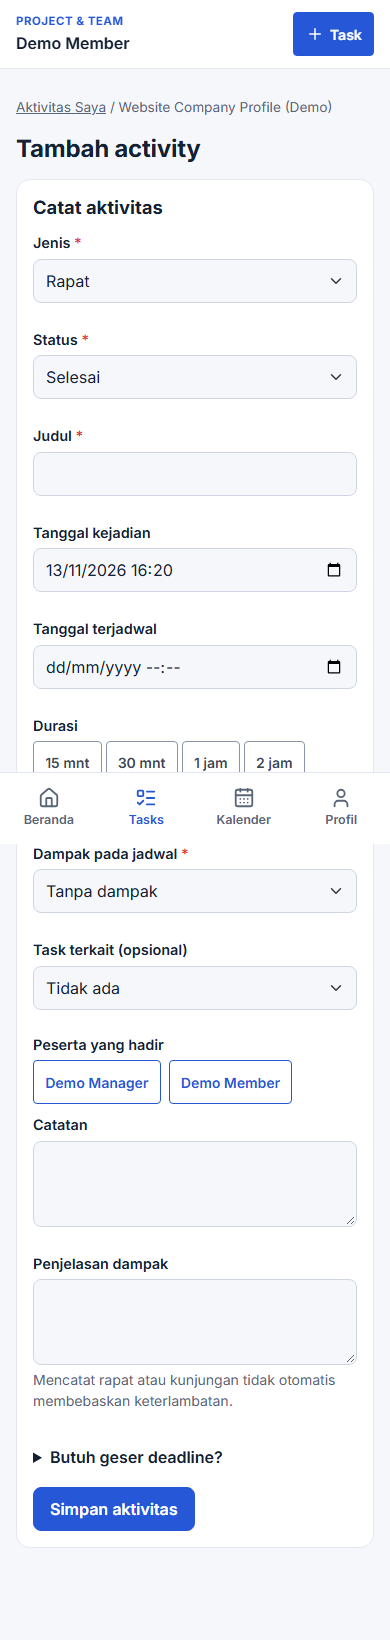 PROJECT & TEAM
Demo Member
+ Task
Aktivitas Saya / Website Company Profile (Demo)
Tambah activity
Catat aktivitas
Jenis *
Rapat
Status *
Selesai
Judul *
Tanggal kejadian
13/11/2026 16:20
Tanggal terjadwal
dd/mm/yyyy --:--
Durasi
15 mnt 30 mnt 1 jam 2 jam
Beranda Tasks Kalender Profil
Dampak pada jadwal *
Tanpa dampak
Task terkait (opsional)
Tidak ada
Peserta yang hadir
Demo Manager Demo Member
Catatan
Penjelasan dampak
Mencatat rapat atau kunjungan tidak otomatis
membebaskan keterlambatan.
Butuh geser deadline?
Simpan aktivitas